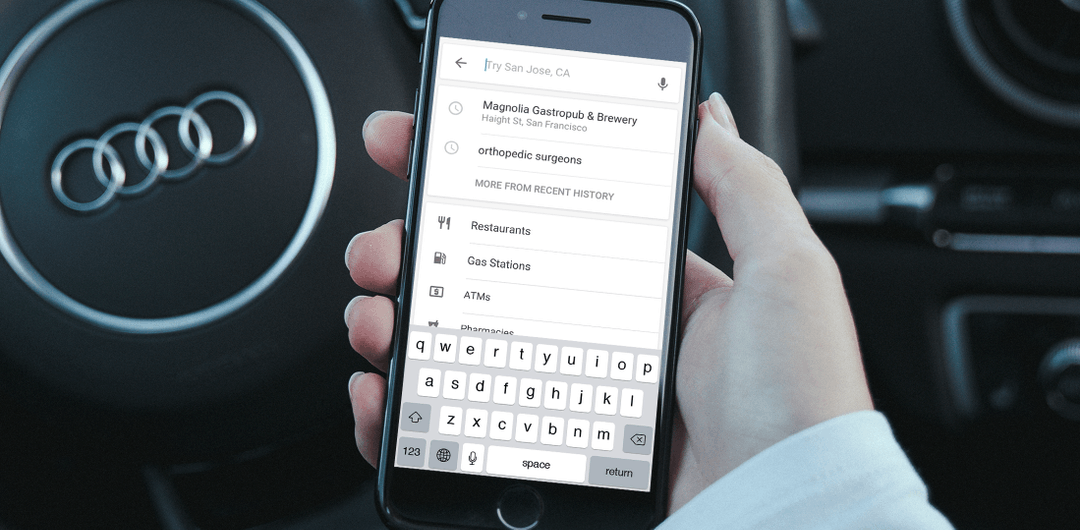 Try San Jose, CA
Magnolia Gastropub & Brewery
Haight St, San Francisco
orthopedic surgeons
MORE FROM RECENT HISTORY
Restaurants
Gas Stations
ATMs
Pharmacies
q w e r t y u i o p
a s d f g h j k l
z x c v b n m
123 space return